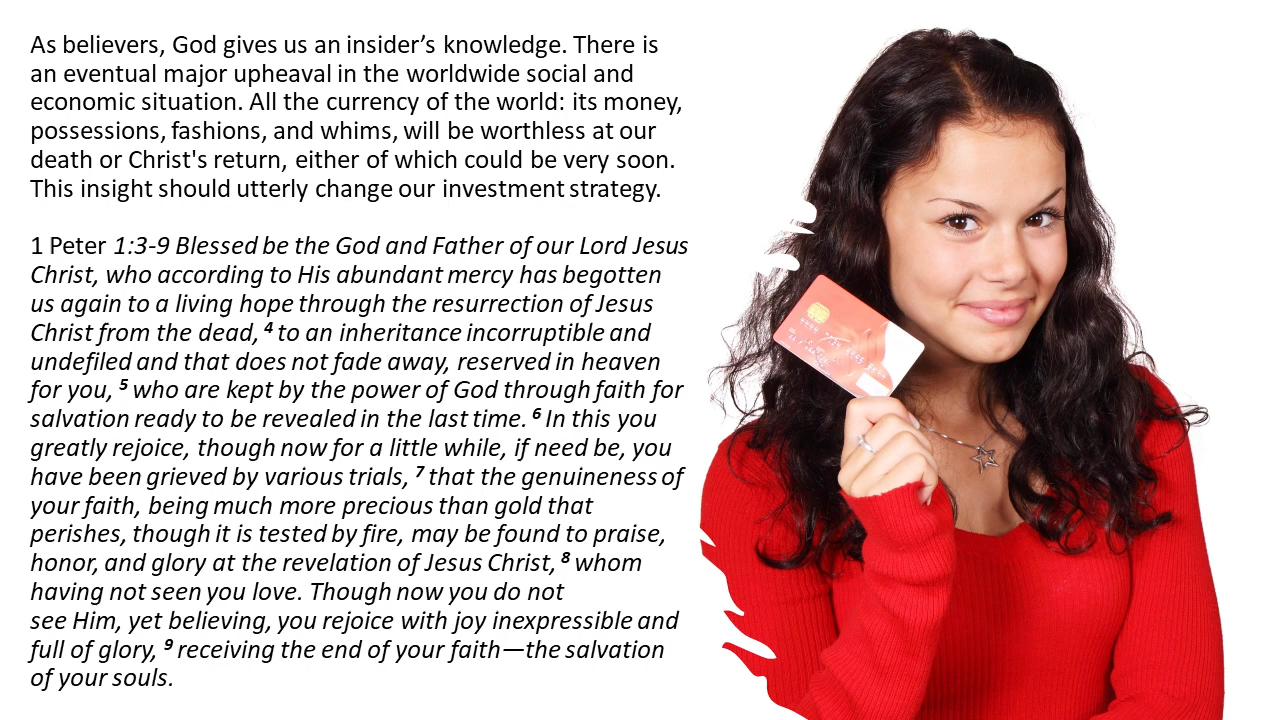 As believers, God gives us an insider’s knowledge. There is
an eventual major upheaval in the worldwide social and
economic situation. All the currency of the world: its money,
possessions, fashions, and whims, will be worthless at our
death or Christ's return, either of which could be very soon.
This insight should utterly change our investment strategy.
1 Peter 1:3-9 Blessed be the God and Father of our Lord Jesus
Christ, who according to His abundant mercy has begotten
us again to a living hope through the resurrection of Jesus
Christ from the dead, 4 to an inheritance incorruptible and
undefiled and that does not fade away, reserved in heaven
for you, 5 who are kept by the power of God through faith for
salvation ready to be revealed in the last time. 6 In this you
greatly rejoice, though now for a little while, if need be, you
have been grieved by various trials, 7 that the genuineness of
your faith, being much more precious than gold that
perishes, though it is tested by fire, may be found to praise,
honor, and glory at the revelation of Jesus Christ, 8 whom
having not seen you love. Though now you do not
see Him, yet believing, you rejoice with joy inexpressible and
full of glory, 9 receiving the end of your faith—the salvation
of your souls.